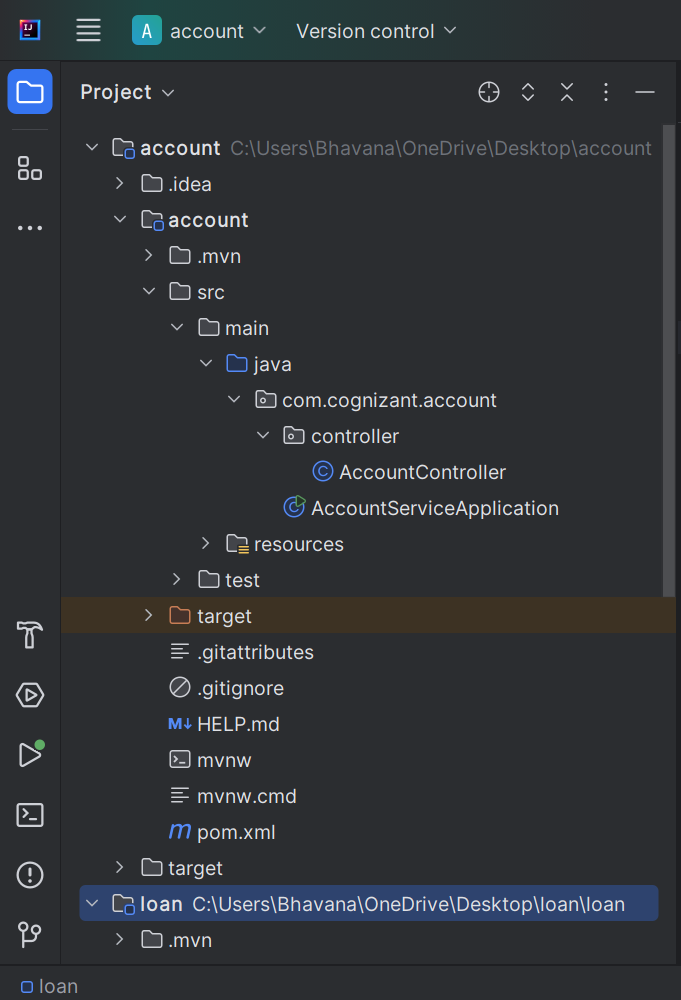 A account Version control
Project
account C:\Users\Bhavana\OneDrive\Desktop\account
.idea
account
.mvn
src
main
java
com.cognizant.account
controller
AccountController
AccountServiceApplication
resources
test
target
.gitattributes
.gitignore
HELP.md
mvnw
mvnw.cmd
pom.xml
target
loan C:\Users\Bhavana\OneDrive\Desktop\loan\loan
.mvn
loan